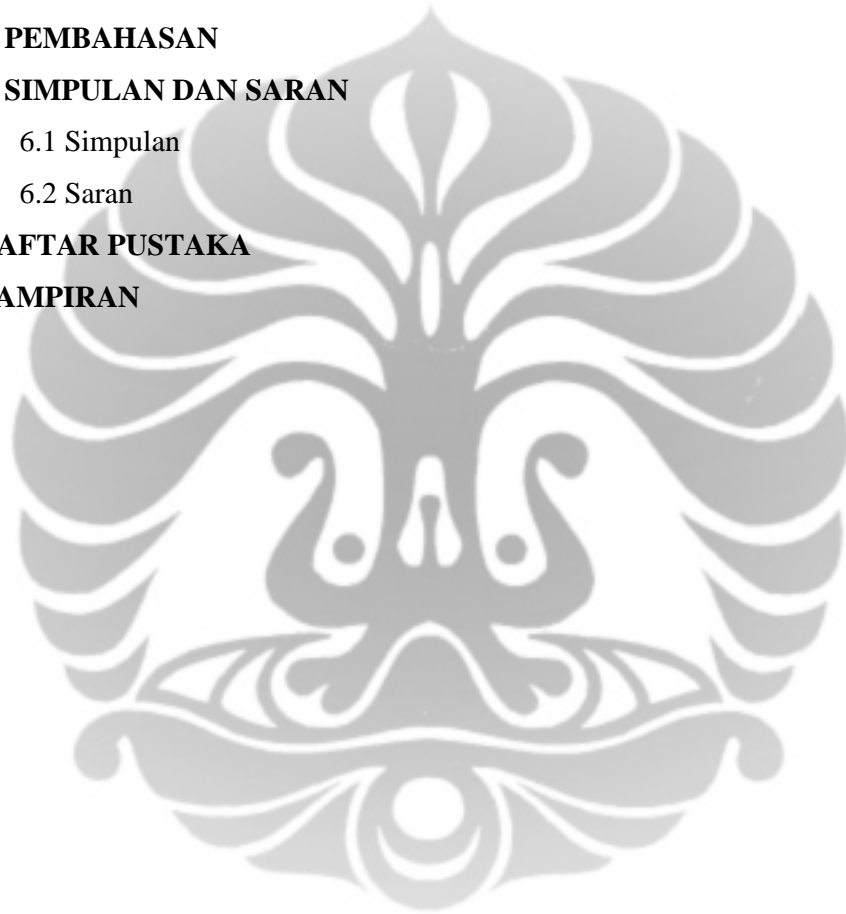 PEMBAHASAN
SIMPULAN DAN SARAN
6.1 Simpulan
6.2 Saran
AFTAR PUSTAKA
AMPIRAN